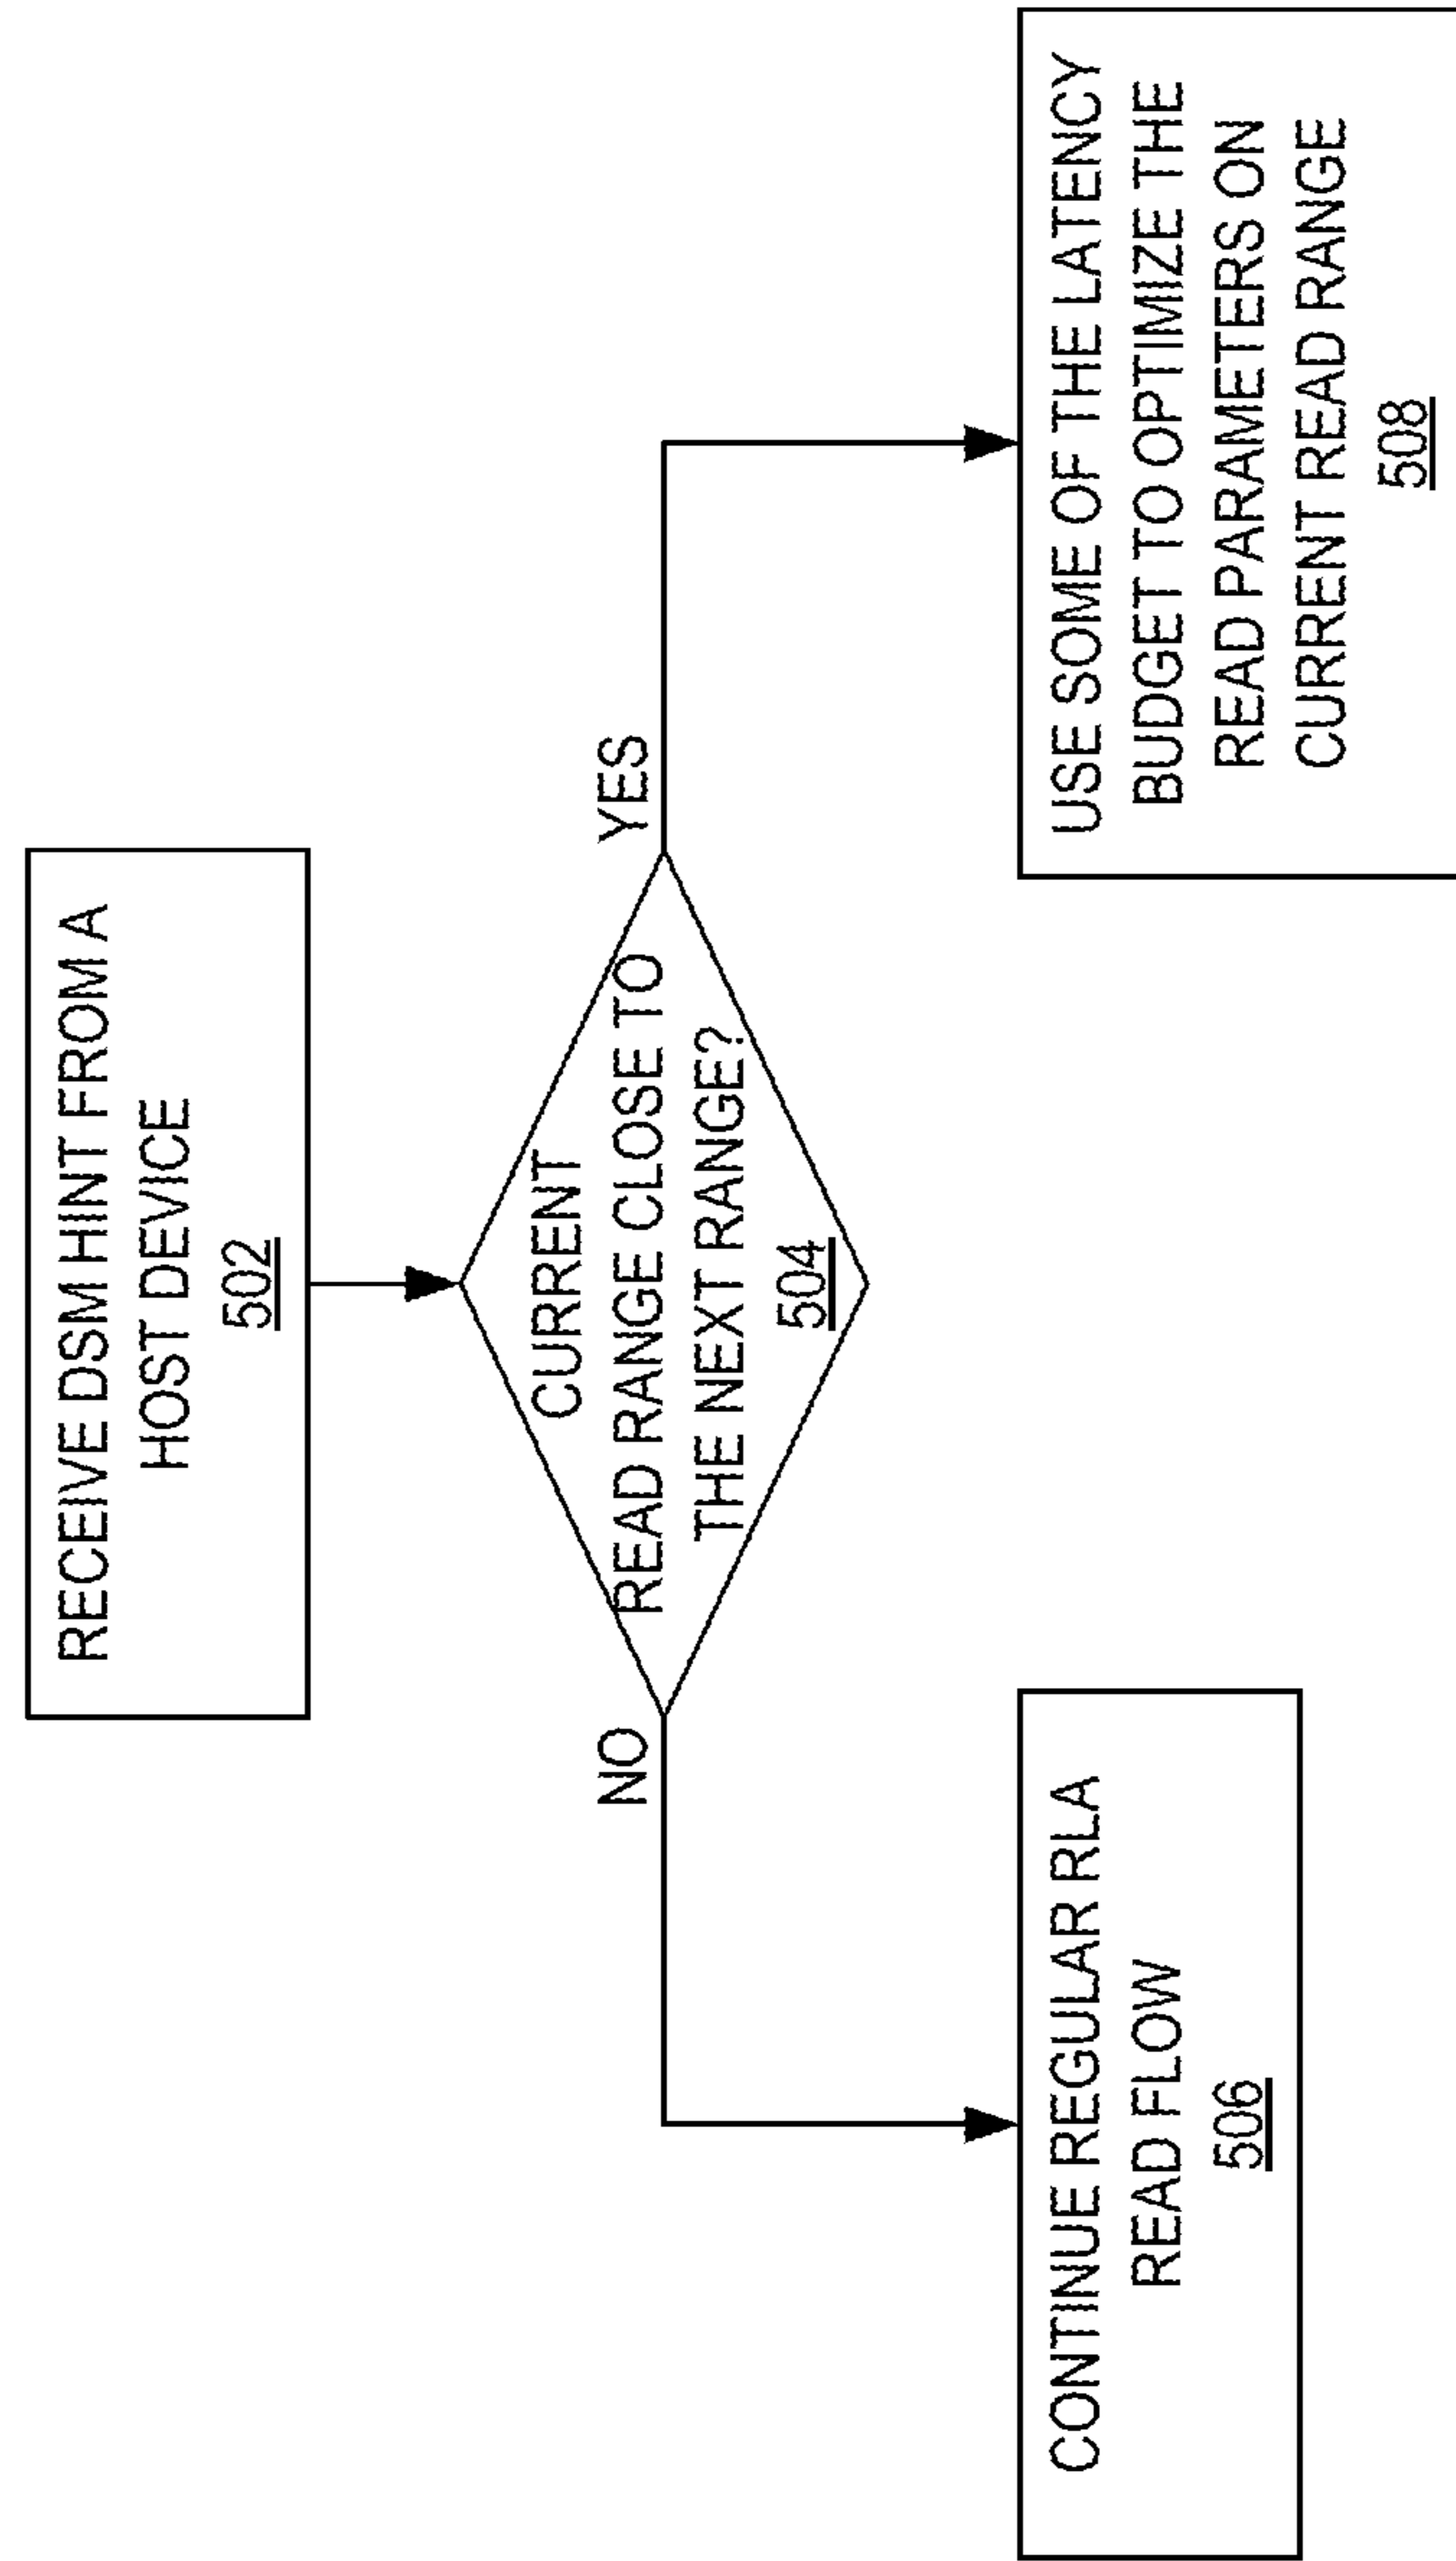 RECEIVE DSM HINT FROM A
HOST DEVICE
502
CURRENT
READ RANGE CLOSE TO
THE NEXT RANGE?
504
NO
YES
CONTINUE REGULAR RLA
READ FLOW
506
USE SOME OF THE LATENCY
BUDGET TO OPTIMIZE THE
READ PARAMETERS ON
CURRENT READ RANGE
508